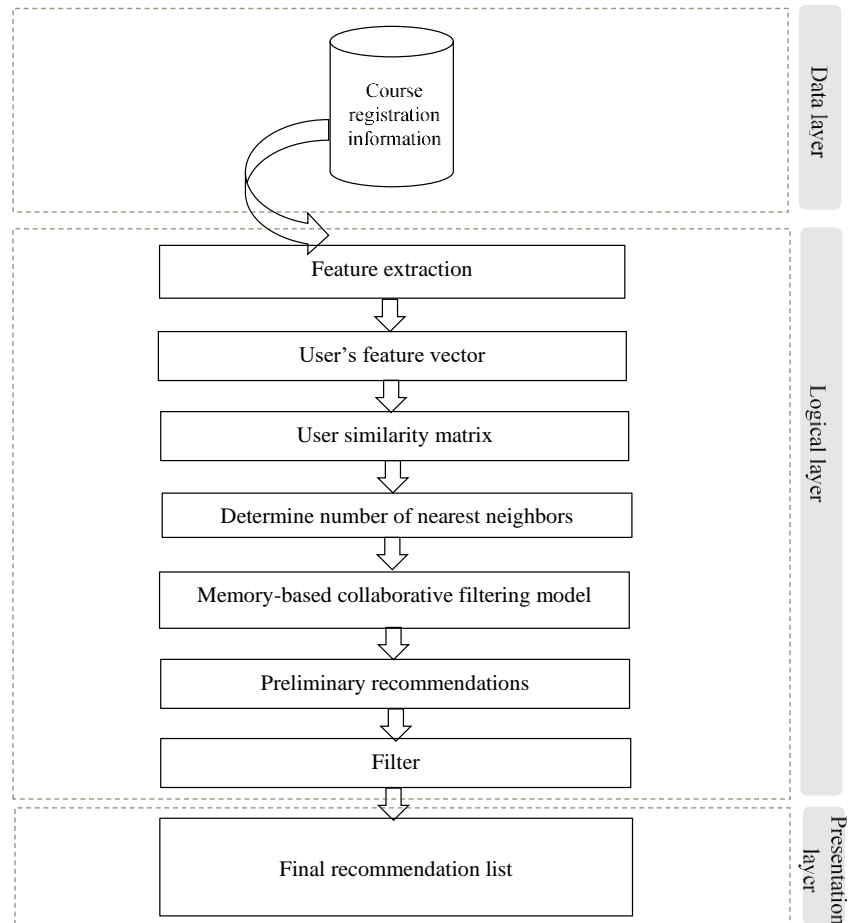 Course
registration
information
Data layer
Feature extraction
User’s feature vector
User similarity matrix
Determine number of nearest neighbors
Memory-based collaborative filtering model
Preliminary recommendations
Filter
Logical layer
Final recommendation list
Presentation
layer